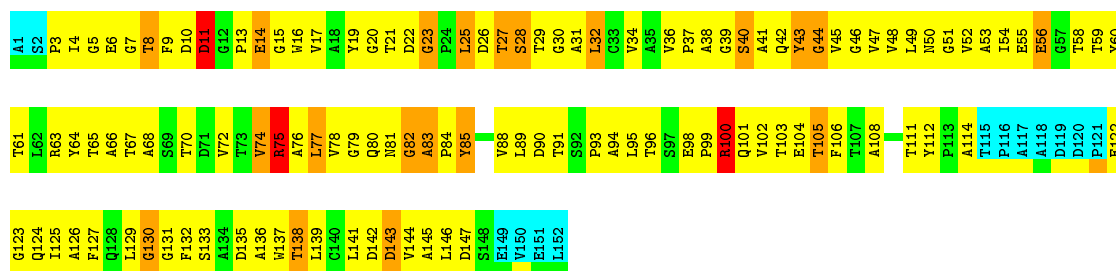 A1 S2 P3 I4 G5 E6 G7 T8 F9 D10 D11 G12 P13 E14 G15 W16 V17 A18 Y19 G20 T21 D22 G23 P24 L25 D26 T27 S28 T29 G30 A31 L32 C33 V34 A35 V36 P37 A38 G39 S40 A41 Q42 Y43 G44 V45 G46 V47 V48 L49 N50 G51 V52 A53 I54 E55 E56 G57 T58 T59 Y60
T61 L62 R63 Y64 T65 A66 T67 A68 S69 T70 D71 V72 T73 V74 R75 A76 L77 V78 G79 Q80 N81 G82 A83 P84 Y85 V88 L89 D90 T91 S92 P93 A94 L95 T96 S97 E98 P99 R100 Q101 V102 T103 E104 T105 F106 T107 A108 T111 Y112 P113 A114 T115 P116 A117 A118 D119 D120 P121 E122
G123 Q124 I125 A126 F127 Q128 L129 G130 G131 F132 S133 A134 D135 A136 W137 T138 L139 C140 L141 D142 D143 V144 A145 L146 D147 S148 E149 V150 E151 L152